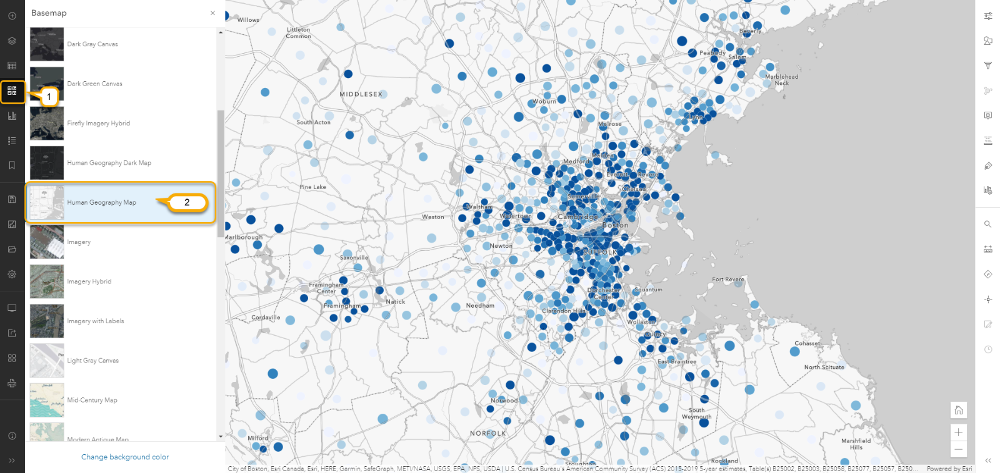 Basemap
×
Dark Gray Canvas
Dark Green Canvas
1
Firefly Imagery Hybrid
Human Geography Dark Map
Human Geography Map
2
Imagery
Imagery Hybrid
Imagery with Labels
Light Gray Canvas
Mid-Century Map
Modern Antique Map
Change background color
Willows
Littleton
Common
Beverly
Peabody
Salem
Marblehead
Neck
MIDDLESEX
Woburn
South Acton
Lynn
Melrose
Malden
Medford
Everett
Revere
Pine Lake
Chelsea
Somerville
Waltham
Watertown
Weston
Cambridge
Boston
Marlborough
Newton
SUFFOLK
Saxonville
Framingham
Center
Fort Revere
Squantum
Dorchester
Center
Framingham
Natick
Needham
Clarendon Hills
Cordaville
Wollaston
Quincy
Cohasset
East Braintree
North Scituate
Norwood
South
Weymouth
NORFOLK
Milford
Marshfield
Hills
Stoughton
Rockland
City of Boston, Esri Canada, Esri, HERE, Garmin, SafeGraph, METI/NASA, USGS, EPA, NPS, USDA | U.S. Census Bureau's American Community Survey (ACS) 2015-2019 5-year estimates, Table(s) B25002, B25003, B25058, B25077, B25057, B250...
Powered by Esri